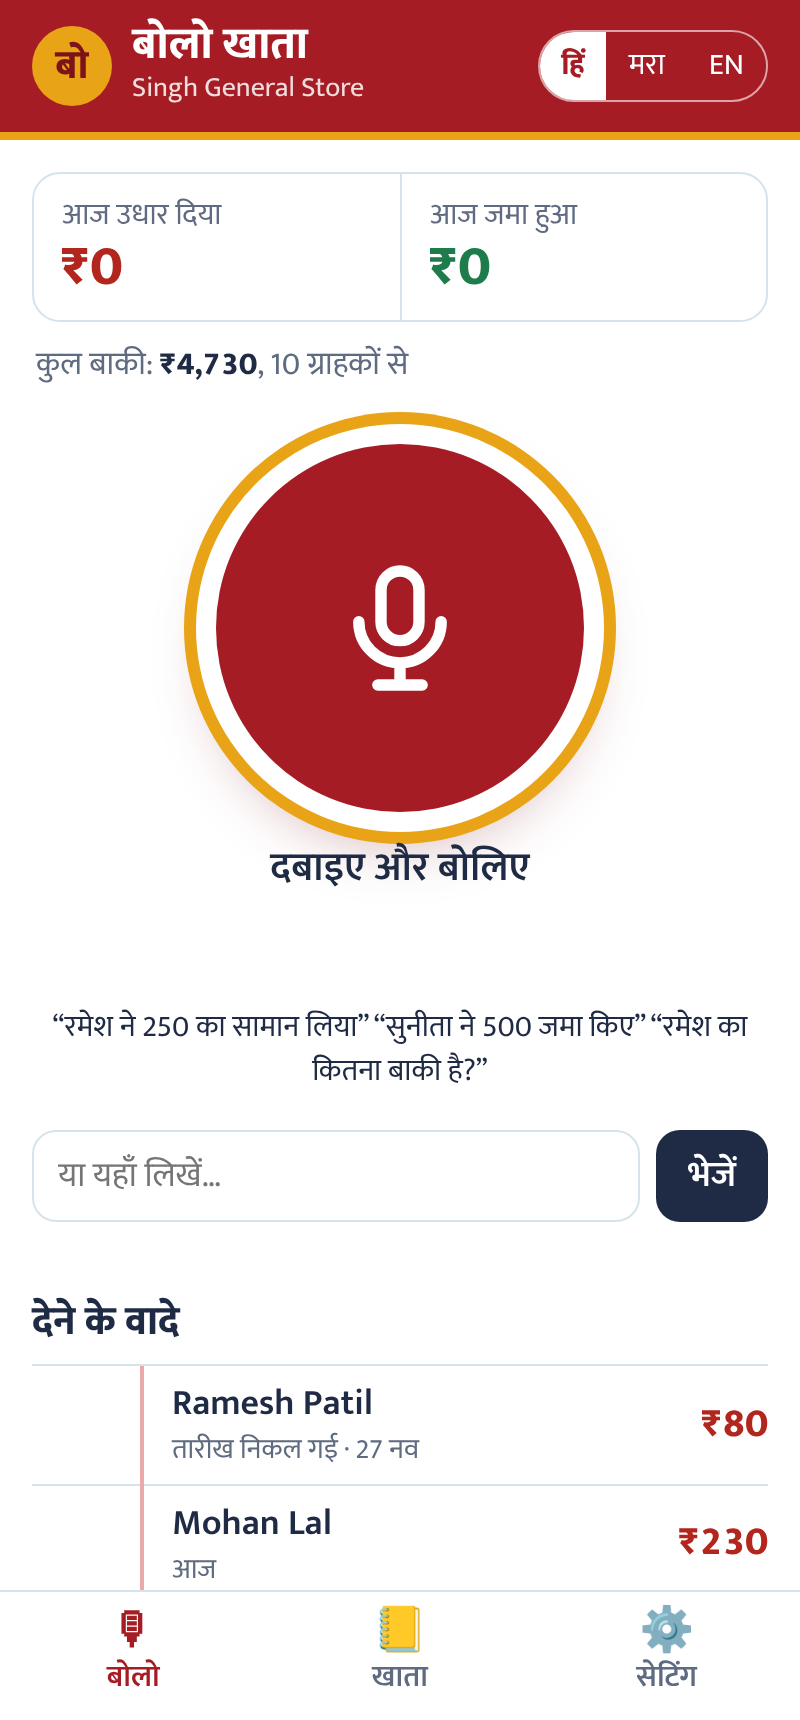 बो
बोलो खाता
Singh General Store
हिं मरा EN
आज उधार दिया
₹0
आज जमा हुआ
₹0
कुल बाकी: ₹4,730, 10 ग्राहकों से
दबाइए और बोलिए
“रमेश ने 250 का सामान लिया” “सुनीता ने 500 जमा किए” “रमेश का
कितना बाकी है?”
या यहाँ लिखें...
भेजें
देने के वादे
Ramesh Patil
तारीख निकल गई · 27 नव
₹80
Mohan Lal
आज
₹230
बोलो
खाता
सेटिंग